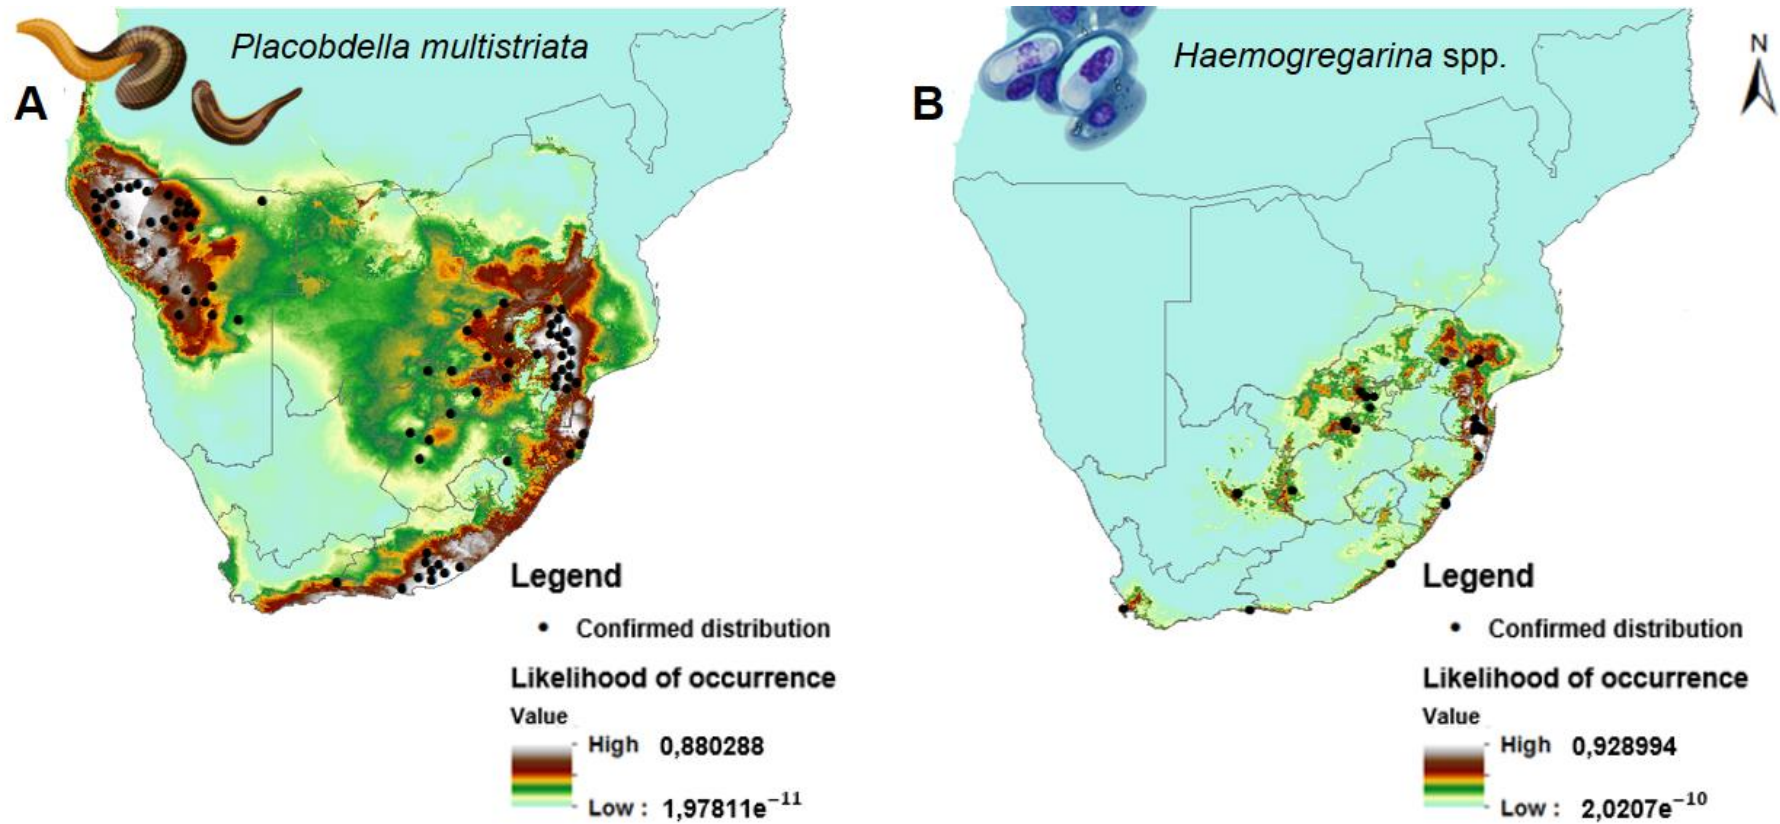 A
Placobdella multistriata
Legend
• Confirmed distribution
Likelihood of occurrence
Value
High 0,880288
Low : 1,97811e⁻¹¹
B
Haemogregarina spp.
N
Legend
• Confirmed distribution
Likelihood of occurrence
Value
High 0,928994
Low : 2,0207e⁻¹⁰